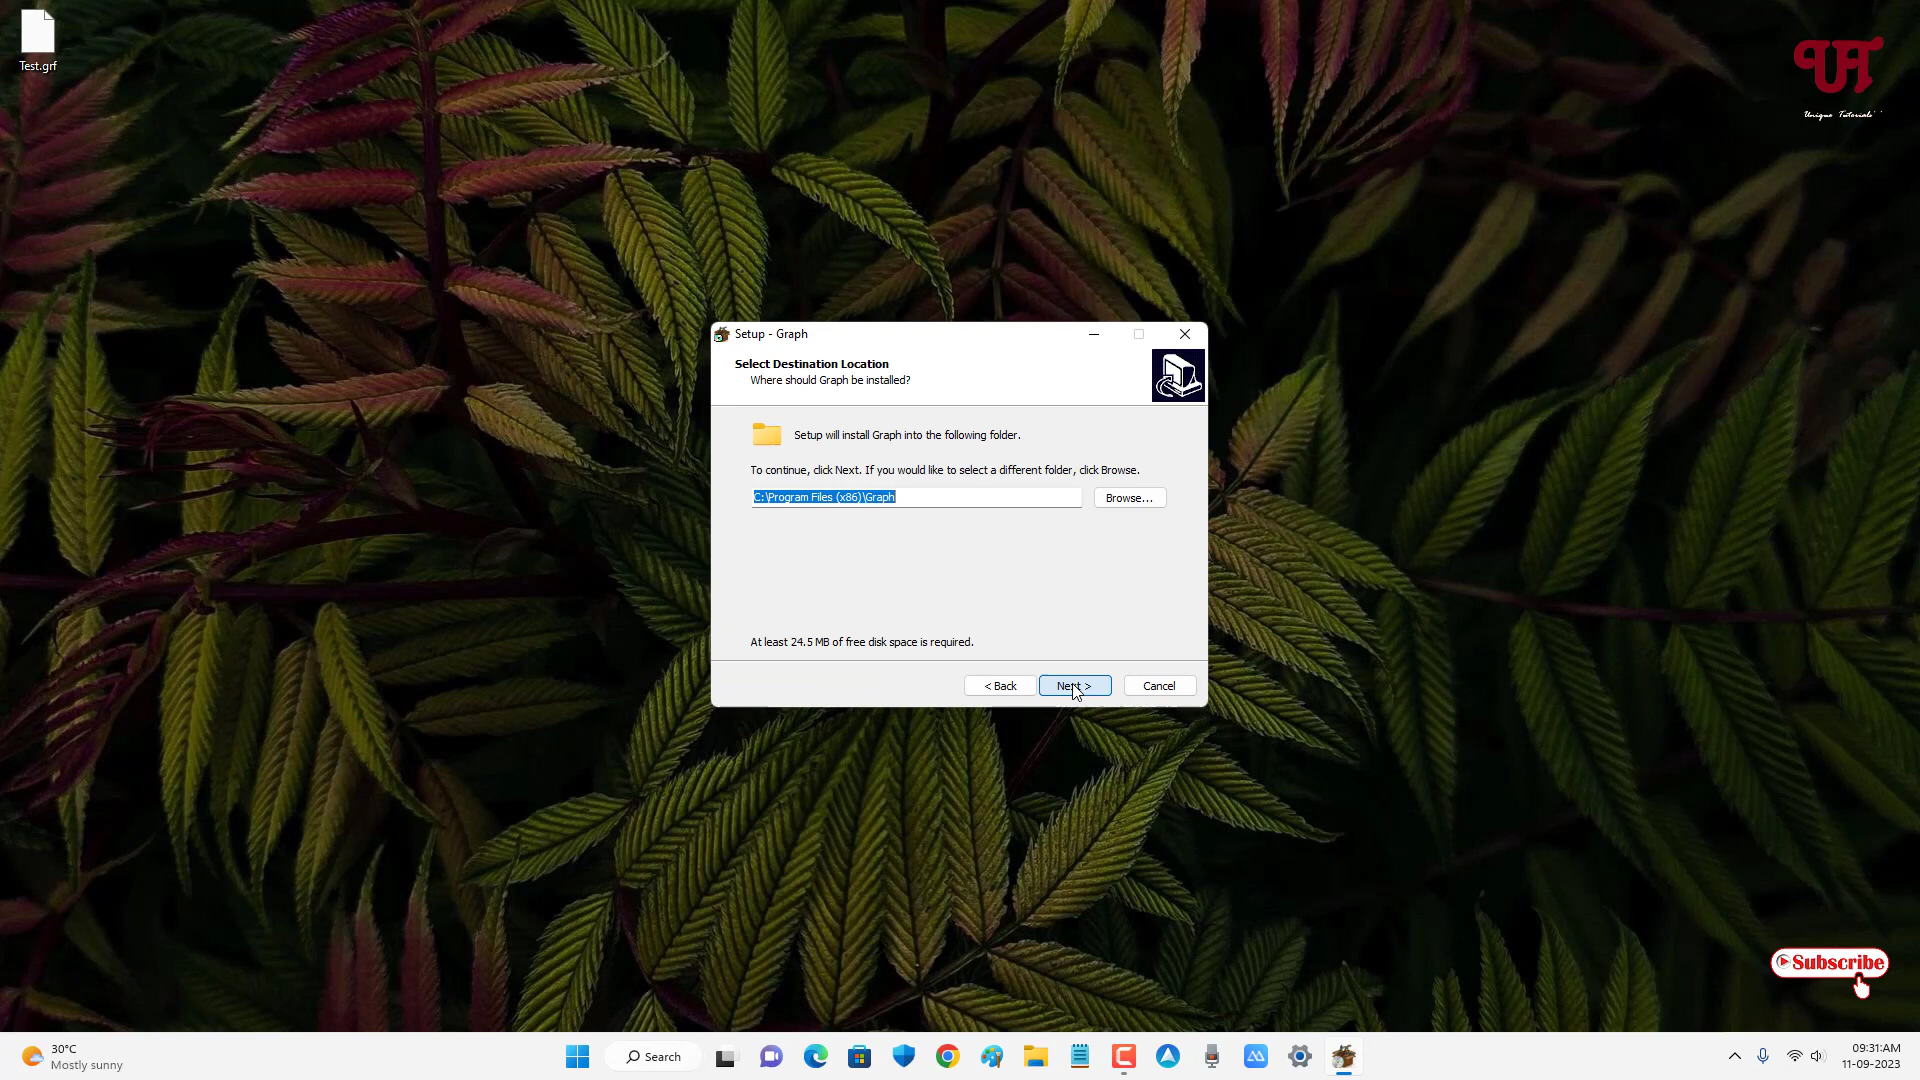 Test.grf
UT
Unique Tutorials
Setup - Graph
Select Destination Location
Where should Graph be installed?
Setup will install Graph into the following folder.
To continue, click Next. If you would like to select a different folder, click Browse.
C:\Program Files (x86)\Graph
Browse...
At least 24.5 MB of free disk space is required.
< Back
Next >
Cancel
Subscribe
30°C
Mostly sunny
Search
09:31:AM
11-09-2023